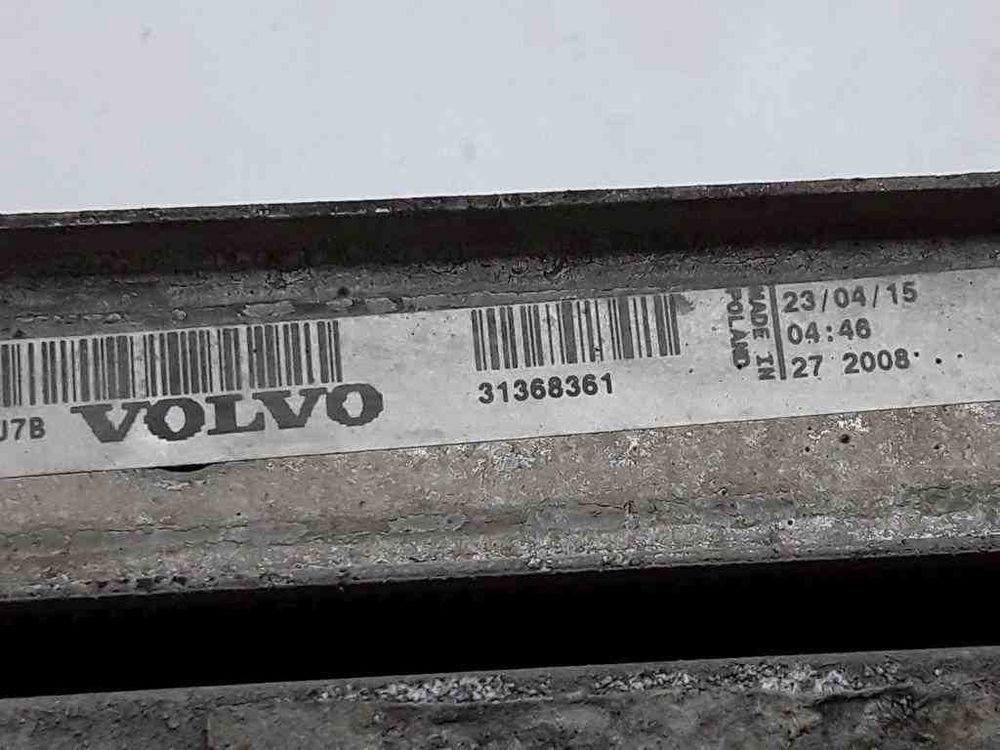 U7B VOLVO
31368361
MADE IN
POLAND
23/04/15
04:46
27 2008